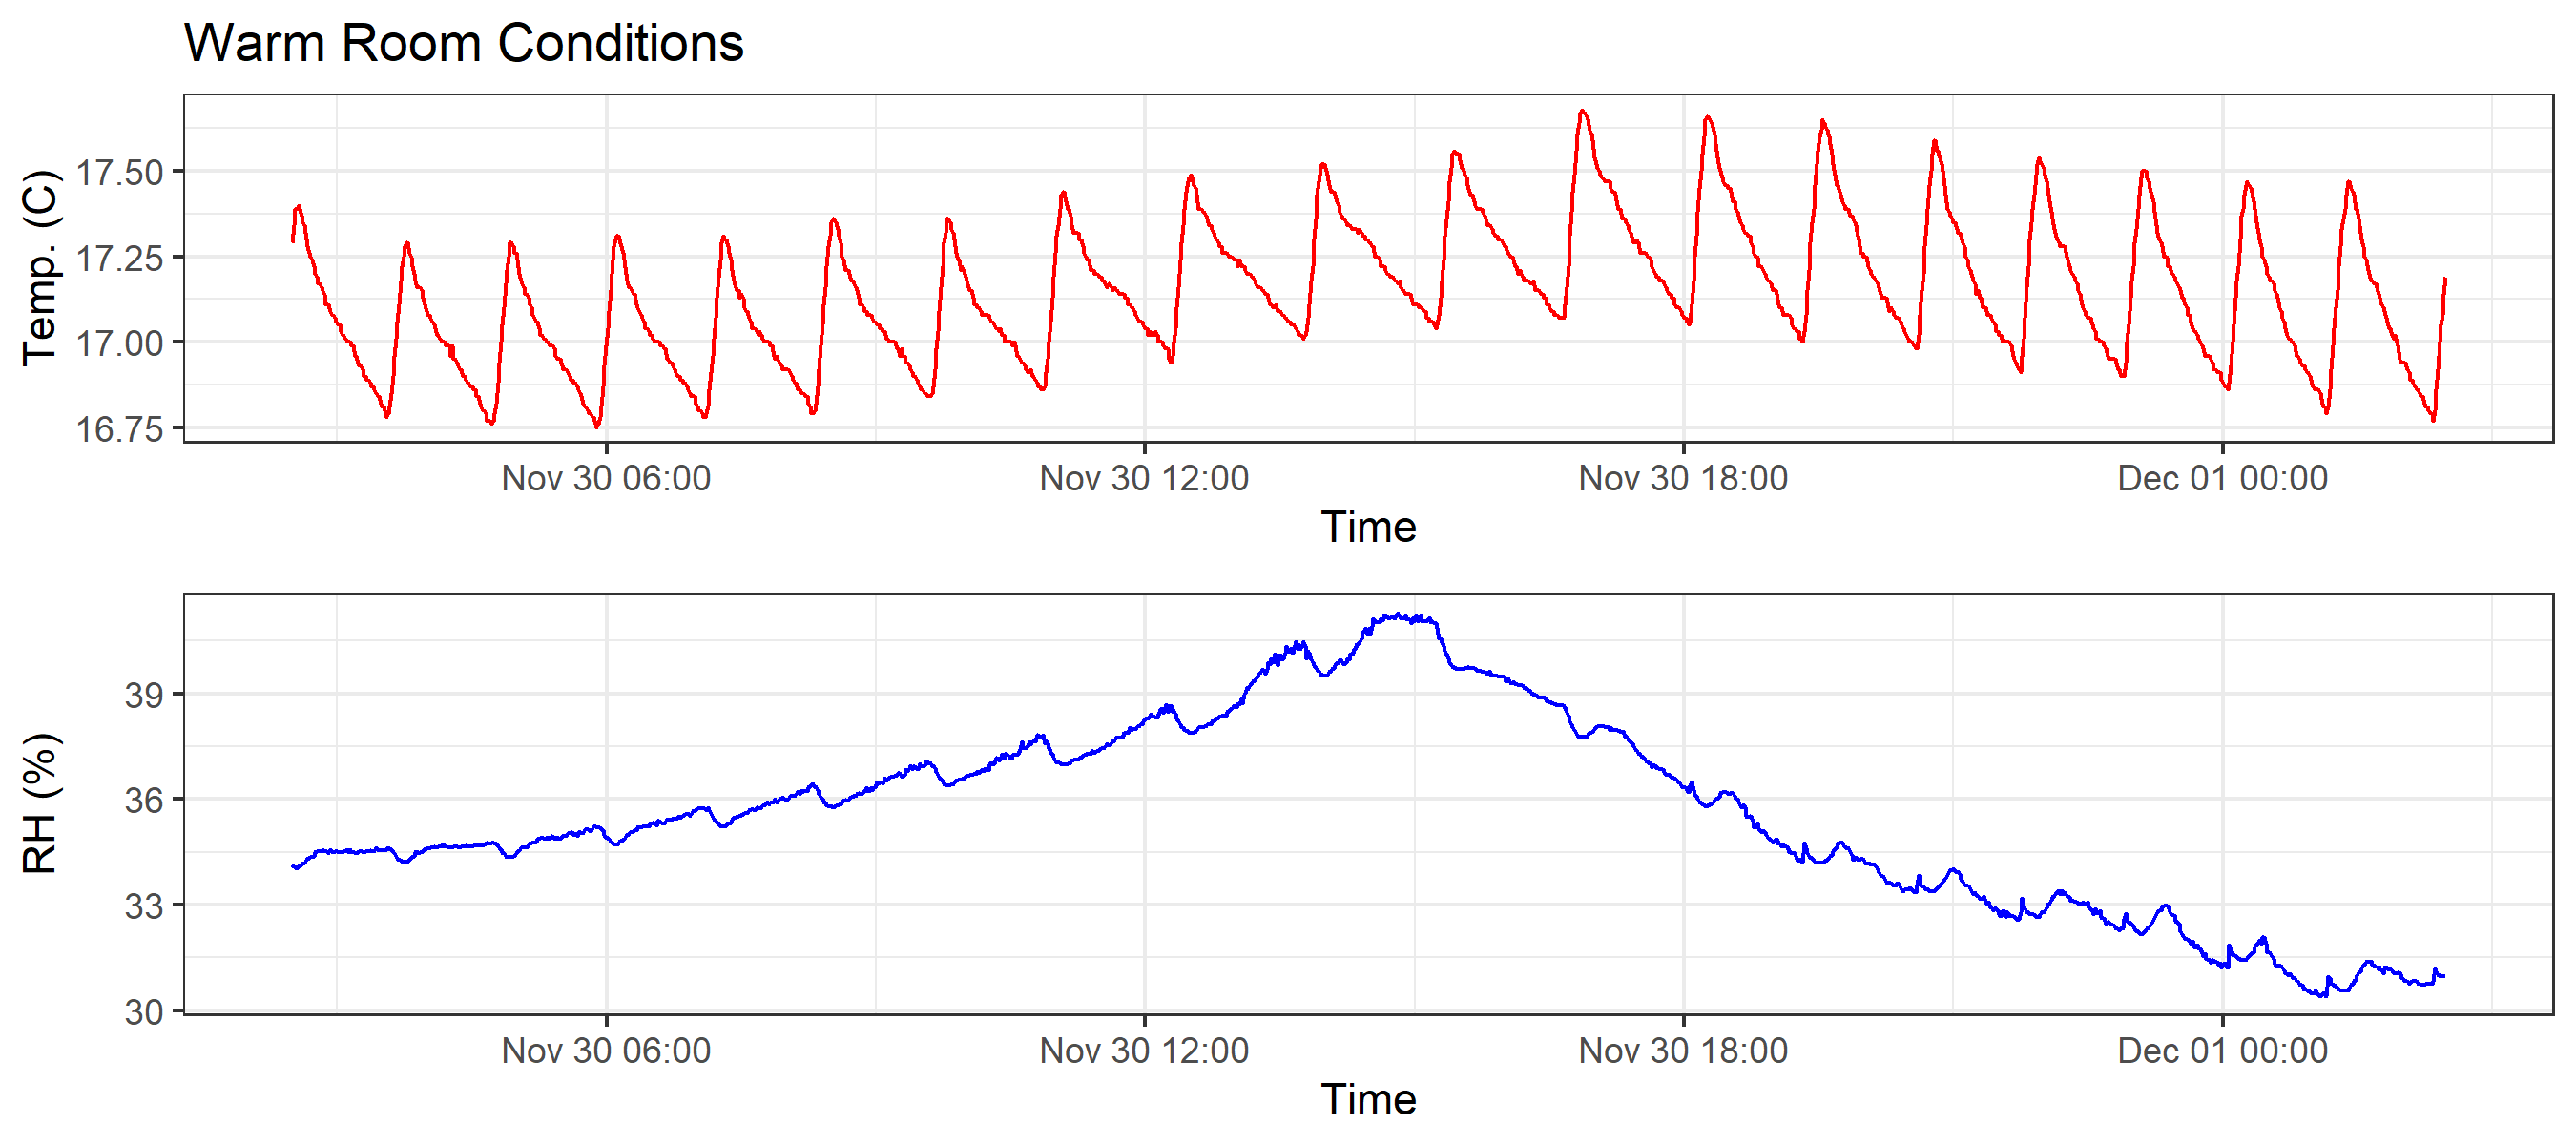 Warm Room Conditions
Temp. (C)
17.50
17.25
17.00
16.75
Nov 30 06:00 Nov 30 12:00 Nov 30 18:00 Dec 01 00:00
Time
RH (%)
39
36
33
30
Nov 30 06:00 Nov 30 12:00 Nov 30 18:00 Dec 01 00:00
Time